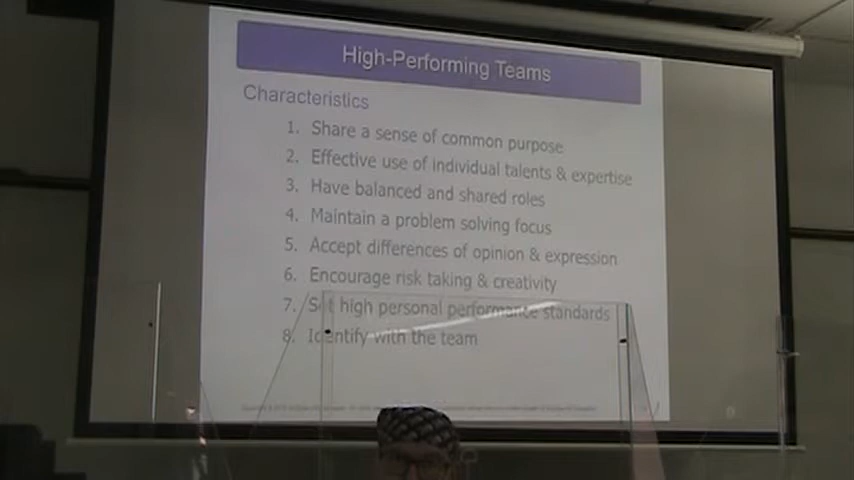 High-Performing Teams
Characteristics
1. Share a sense of common purpose
2. Effective use of individual talents & expertise
3. Have balanced and shared roles
4. Maintain a problem solving focus
5. Accept differences of opinion & expression
6. Encourage risk taking & creativity
7. Set high personal performance standards
8. Identify with the team